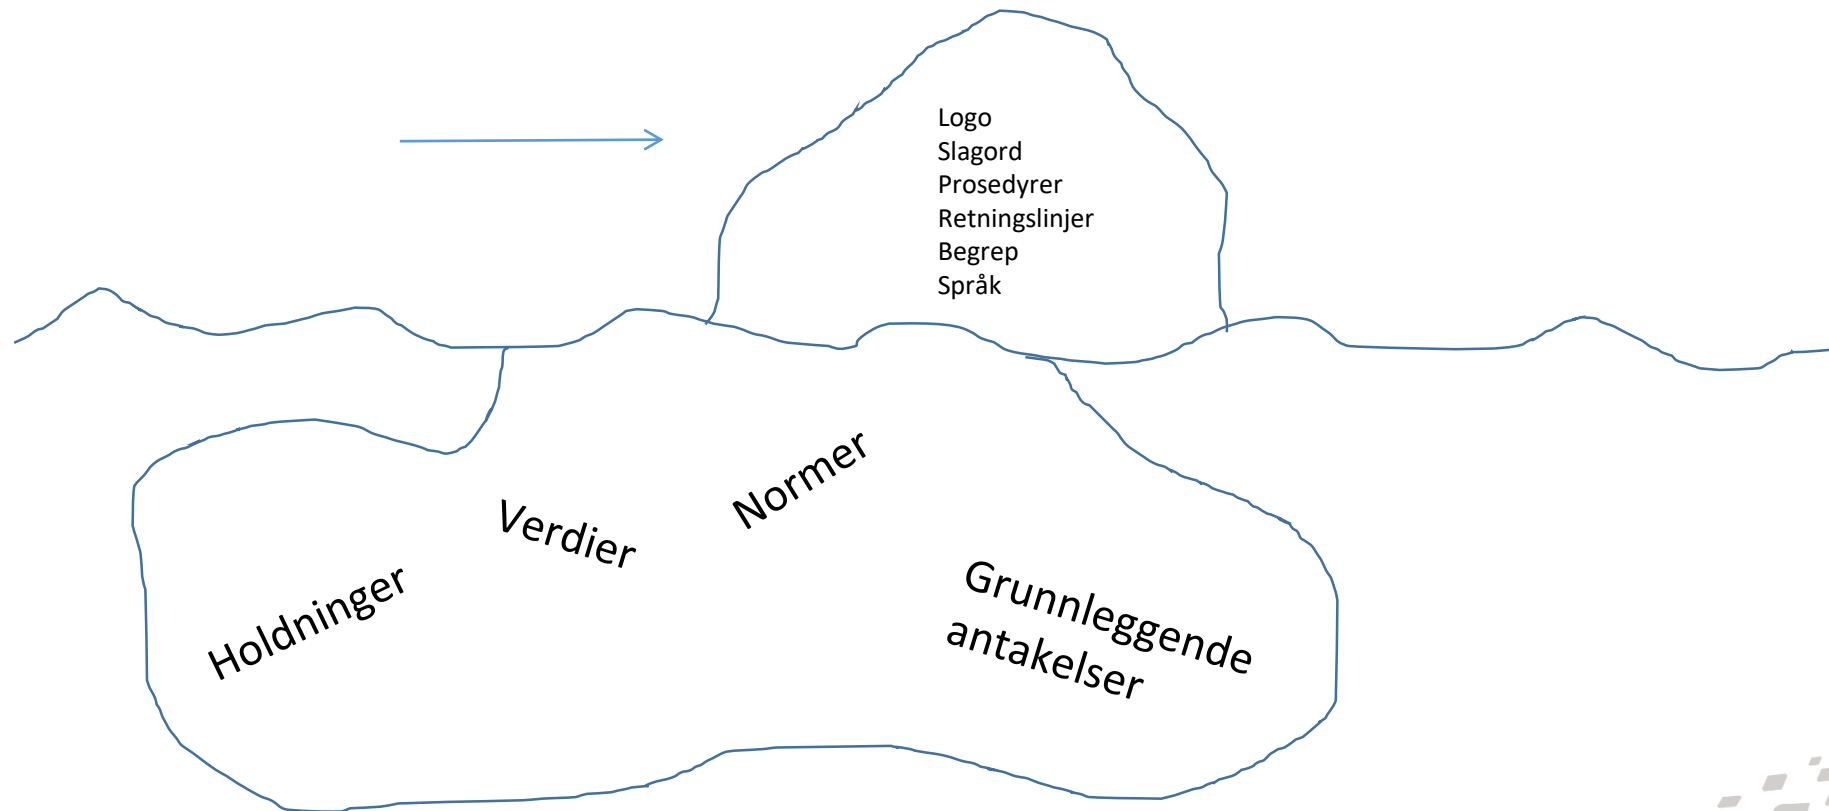 Logo
Slagord
Prosedyrer
Retningslinjer
Begrep
Språk
Normer
Verdier
Holdninger
Grunnleggende
antakelser